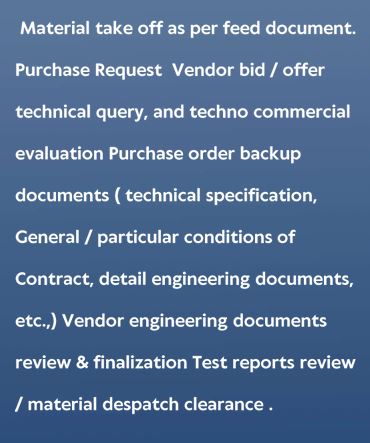 Material take off as per feed document.
Purchase Request Vendor bid / offer
technical query, and techno commercial
evaluation Purchase order backup
documents ( technical specification,
General / particular conditions of
Contract, detail engineering documents,
etc.,) Vendor engineering documents
review & finalization Test reports review
/ material despatch clearance .